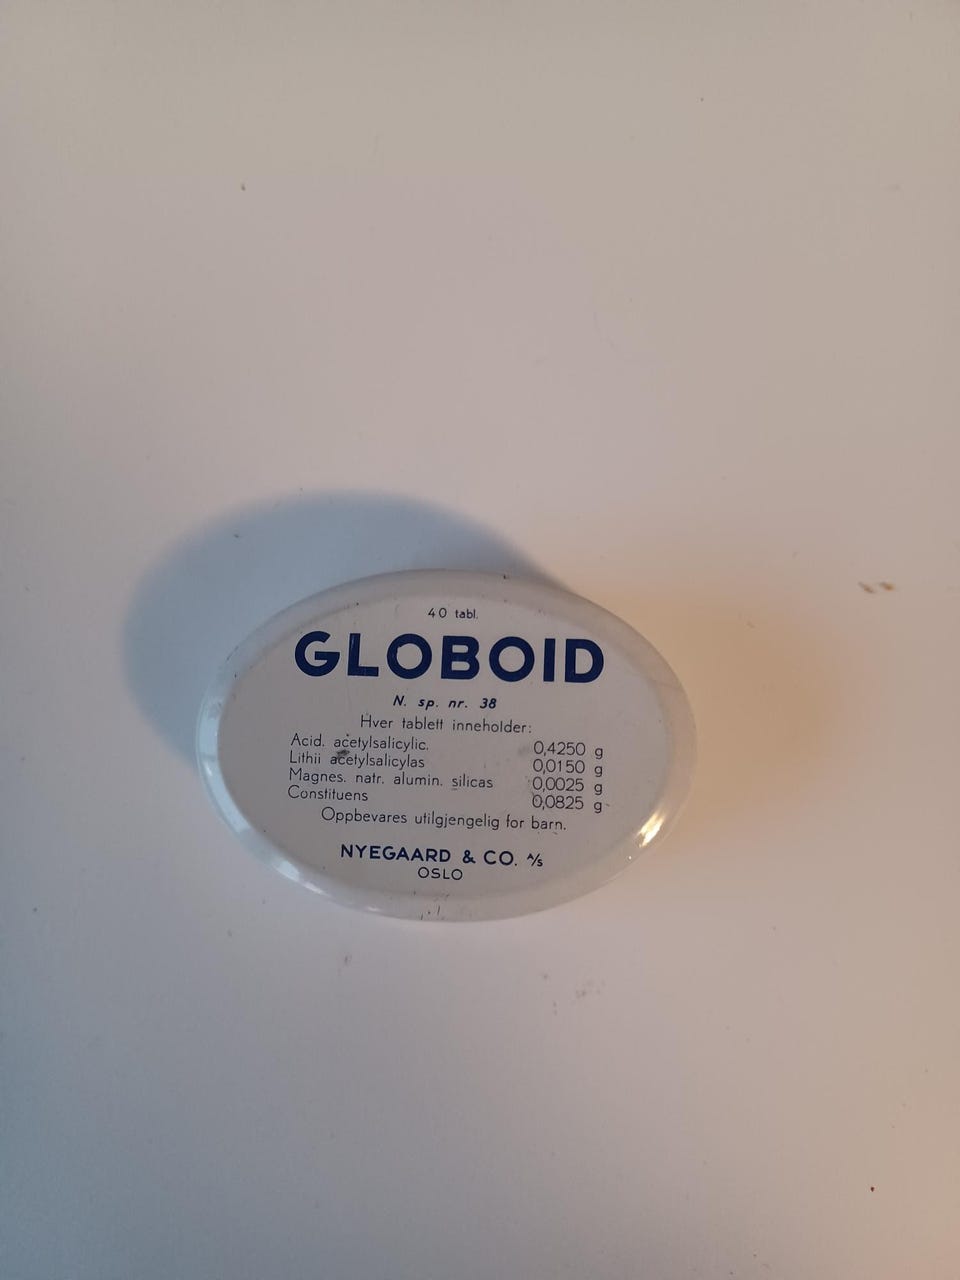 40 tabl.
GLOBOID
N. sp. nr. 38
Hver tablett inneholder:
Acid. acetylsalicylic. 0,4250 g
Lithii acetylsalicylas 0,0150 g
Magnes. natr. alumin. silicas 0,0025 g
Constituens 0,0825 g
Oppbevares utilgjengelig for barn.
NYEGAARD & CO. A/S
OSLO